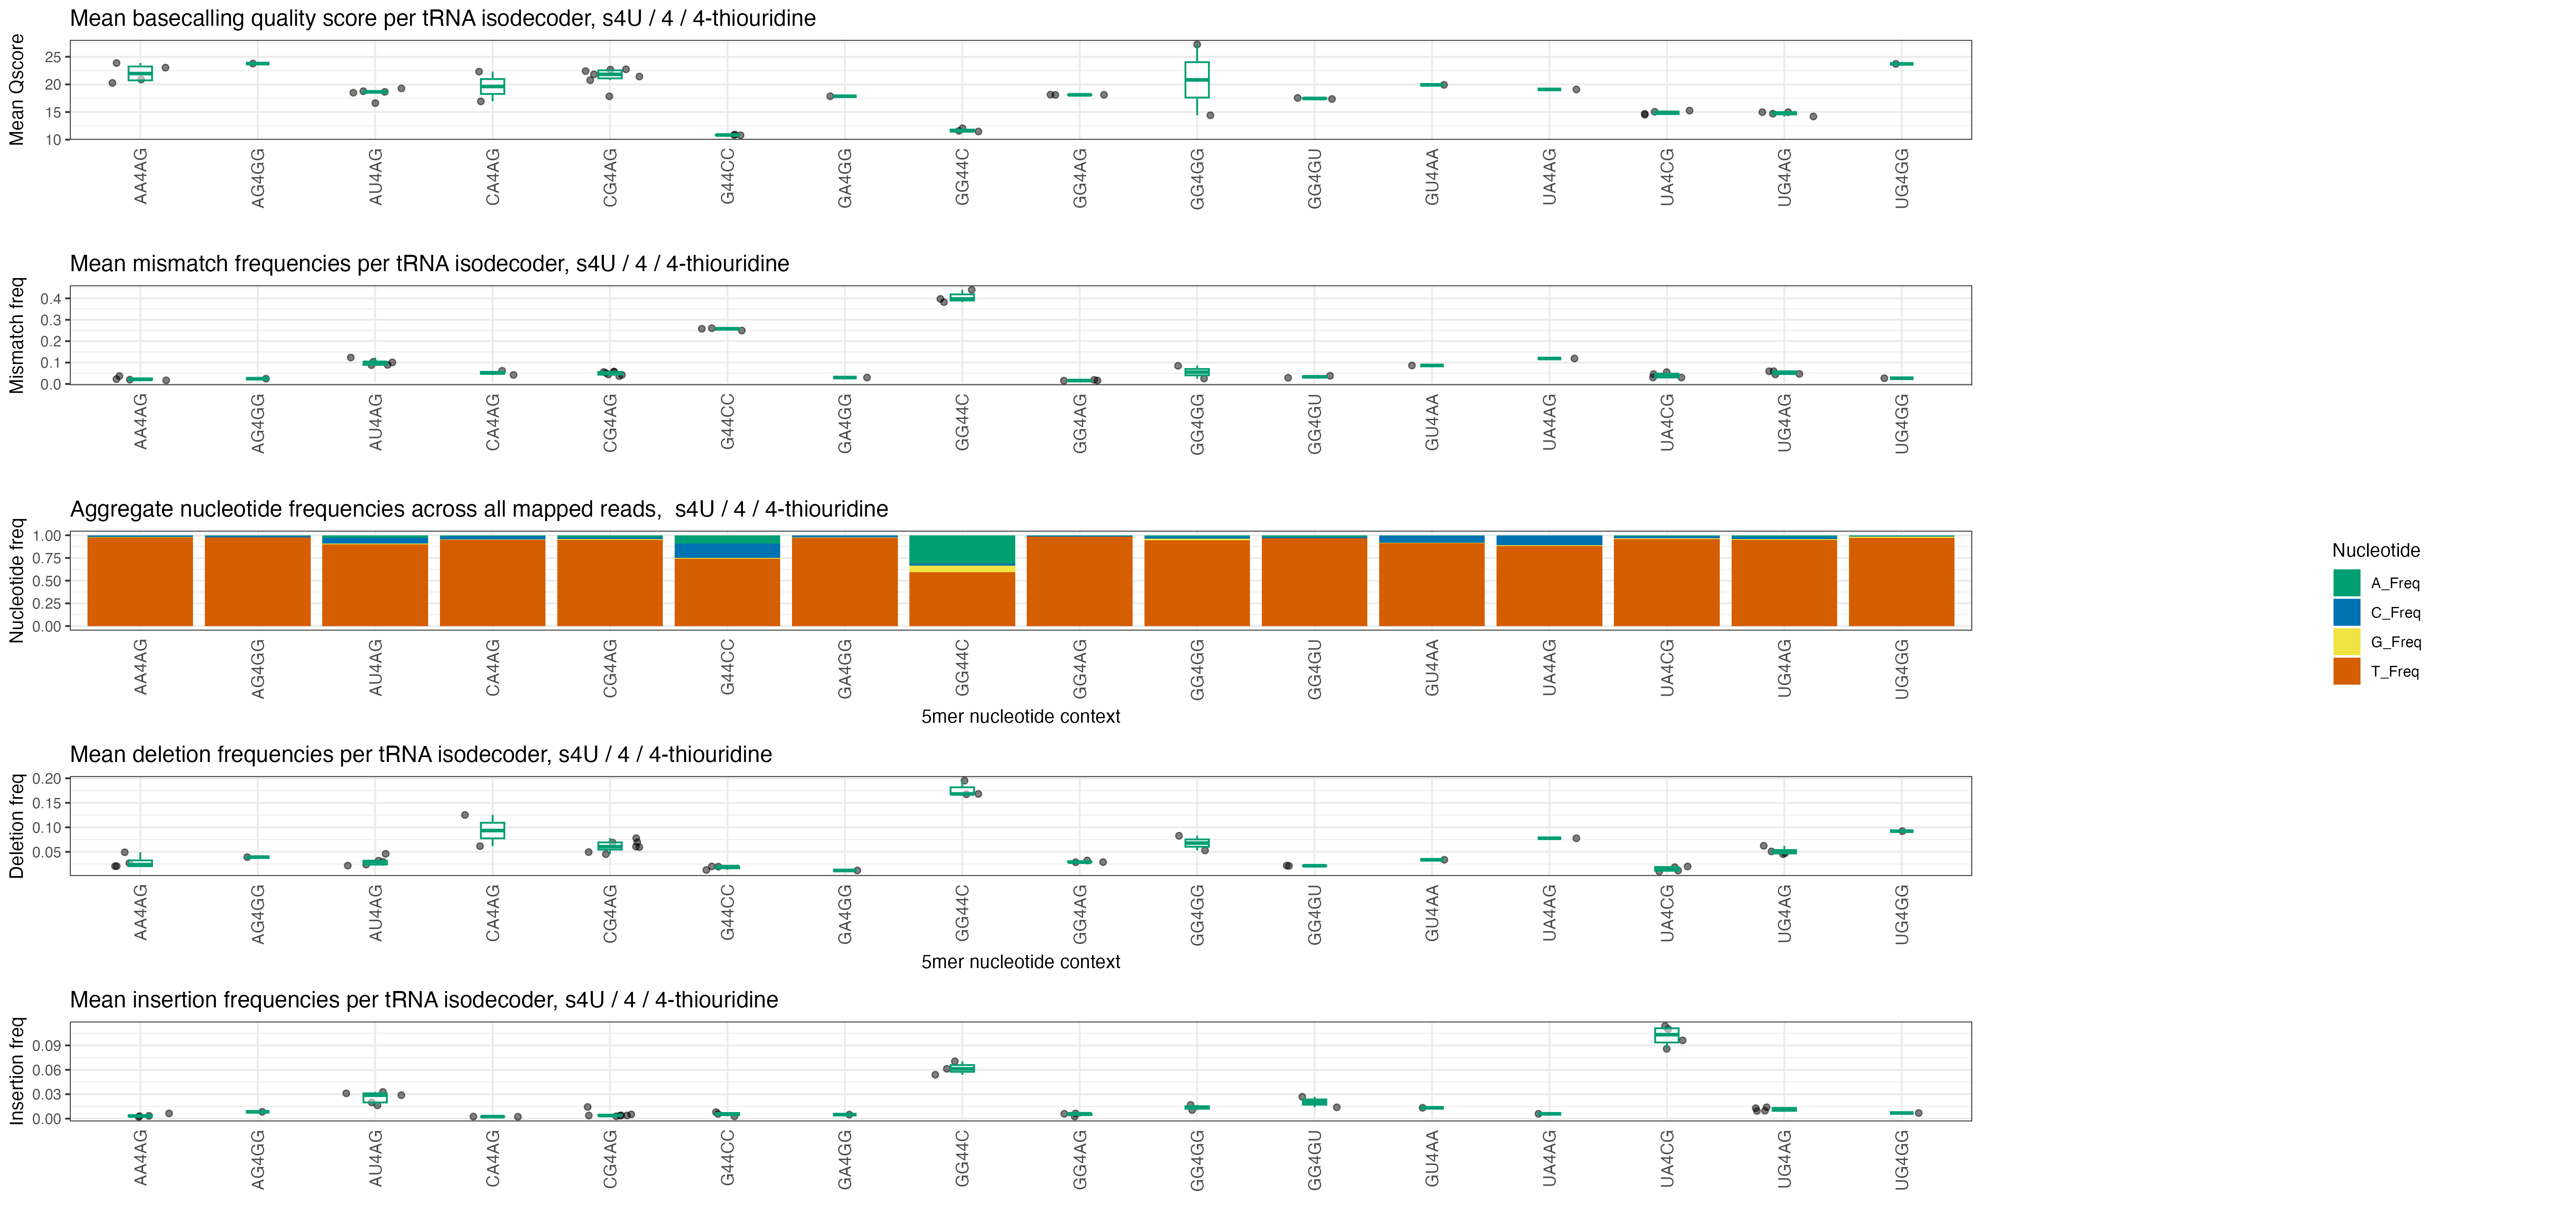 Mean basecalling quality score per tRNA isodecoder, s4U / 4 / 4-thiouridine
Mean Qscore
25
20
15
10
AA4AG AG4GG AU4AG CA4AG CG4AG G44CC GA4GG GG44C GG4AG GG4GG GG4GU GU4AA UA4AG UA4CG UG4AG UG4GG
Mean mismatch frequencies per tRNA isodecoder, s4U / 4 / 4-thiouridine
Mismatch freq
0.4
0.3
0.2
0.1
0.0
AA4AG AG4GG AU4AG CA4AG CG4AG G44CC GA4GG GG44C GG4AG GG4GG GG4GU GU4AA UA4AG UA4CG UG4AG UG4GG
Aggregate nucleotide frequencies across all mapped reads,  s4U / 4 / 4-thiouridine
Nucleotide freq
1.00
0.75
0.50
0.25
0.00
AA4AG AG4GG AU4AG CA4AG CG4AG G44CC GA4GG GG44C GG4AG GG4GG GG4GU GU4AA UA4AG UA4CG UG4AG UG4GG
5mer nucleotide context
Nucleotide
A_Freq
C_Freq
G_Freq
T_Freq
Mean deletion frequencies per tRNA isodecoder, s4U / 4 / 4-thiouridine
Deletion freq
0.20
0.15
0.10
0.05
AA4AG AG4GG AU4AG CA4AG CG4AG G44CC GA4GG GG44C GG4AG GG4GG GG4GU GU4AA UA4AG UA4CG UG4AG UG4GG
5mer nucleotide context
Mean insertion frequencies per tRNA isodecoder, s4U / 4 / 4-thiouridine
Insertion freq
0.09
0.06
0.03
0.00
AA4AG AG4GG AU4AG CA4AG CG4AG G44CC GA4GG GG44C GG4AG GG4GG GG4GU GU4AA UA4AG UA4CG UG4AG UG4GG